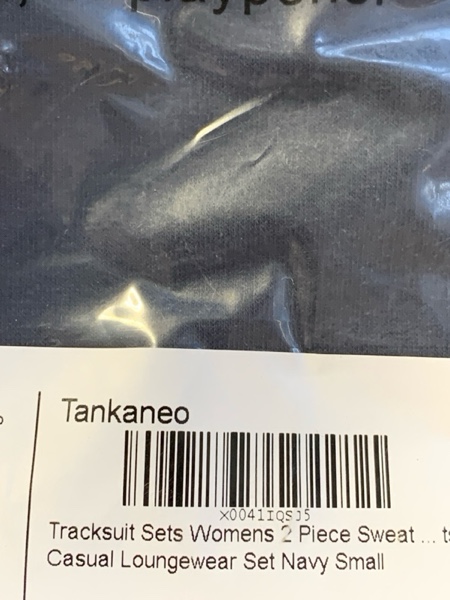 Tankaneo
X0041IQSJ5
Tracksuit Sets Womens 2 Piece Sweat ... ts
Casual Loungewear Set Navy Small